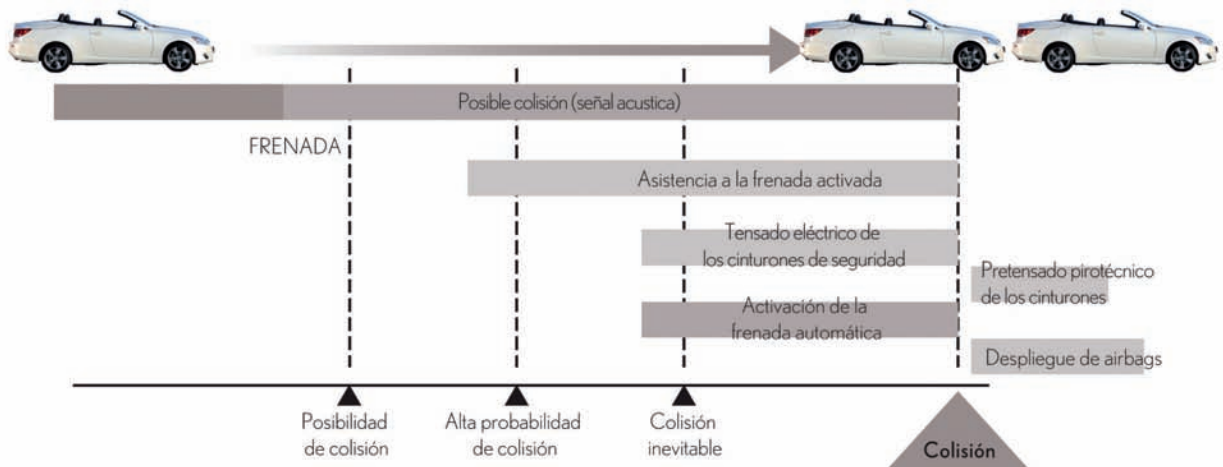 Posible colisión (señal acustica)
FRENADA
Asistencia a la frenada activada
Tensado eléctrico de
los cinturones de seguridad
Pretensado pirotécnico
de los cinturones
Activación de la
frenada automática
Despliegue de airbags
Posibilidad
de colisión
Alta probabilidad
de colisión
Colisión
inevitable
Colisión